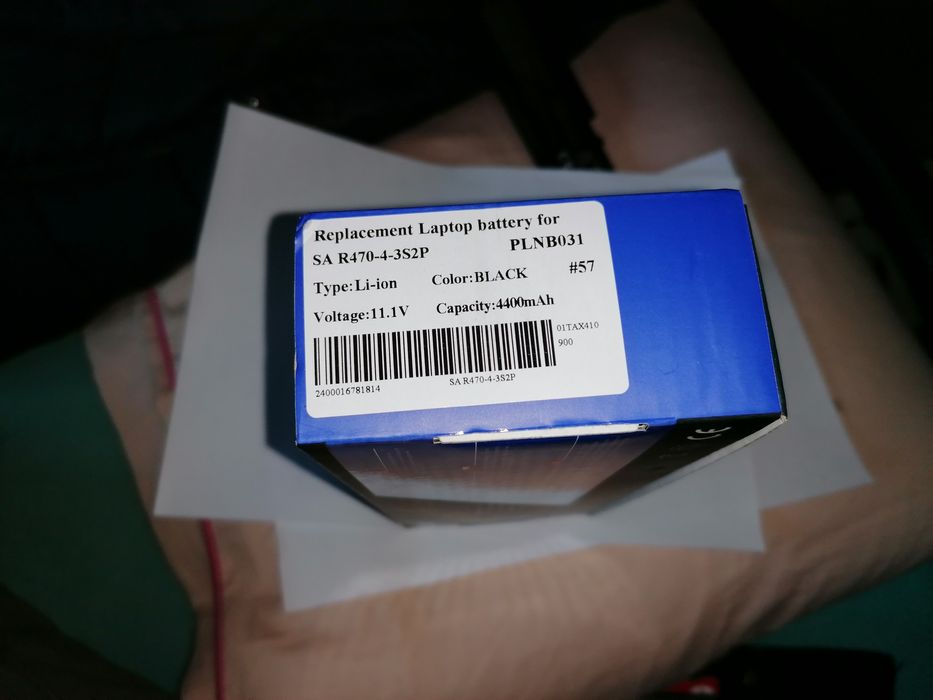 Replacement Laptop battery for
SA R470-4-3S2P PLNB031
Type:Li-ion Color:BLACK #57
Voltage:11.1V Capacity:4400mAh
01TAX410
900
2400016781814 SA R470-4-3S2P
CE